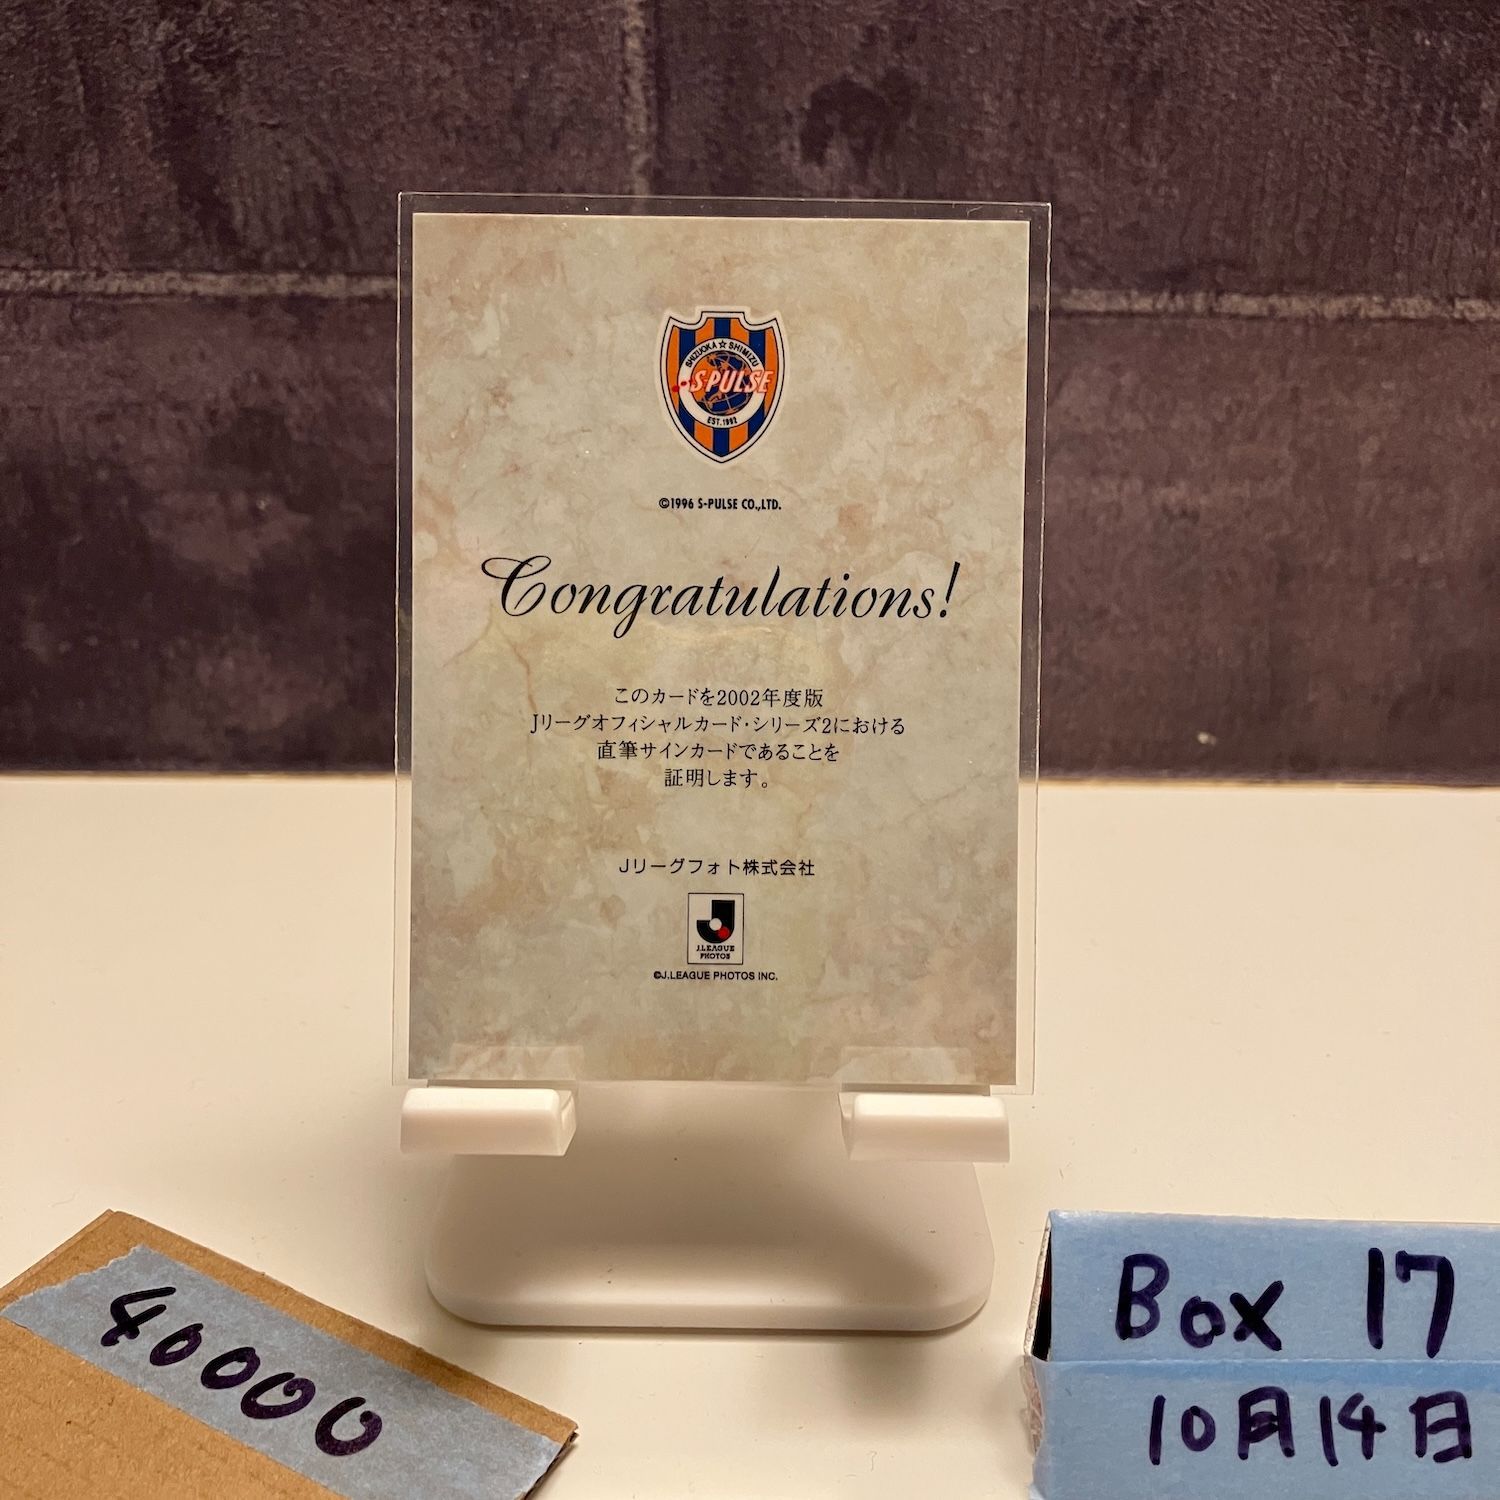 SHIZUOKA☆SHIMIZU
S-PULSE
EST.1992
©1996 S-PULSE CO.,LTD.
Congratulations!
このカードを2002年度版
Jリーグオフィシャルカード・シリーズ2における
直筆サインカードであることを
証明します。
Jリーグフォト株式会社
J.LEAGUE
PHOTOS
©J.LEAGUE PHOTOS INC.
40000
Box 17
10月14日